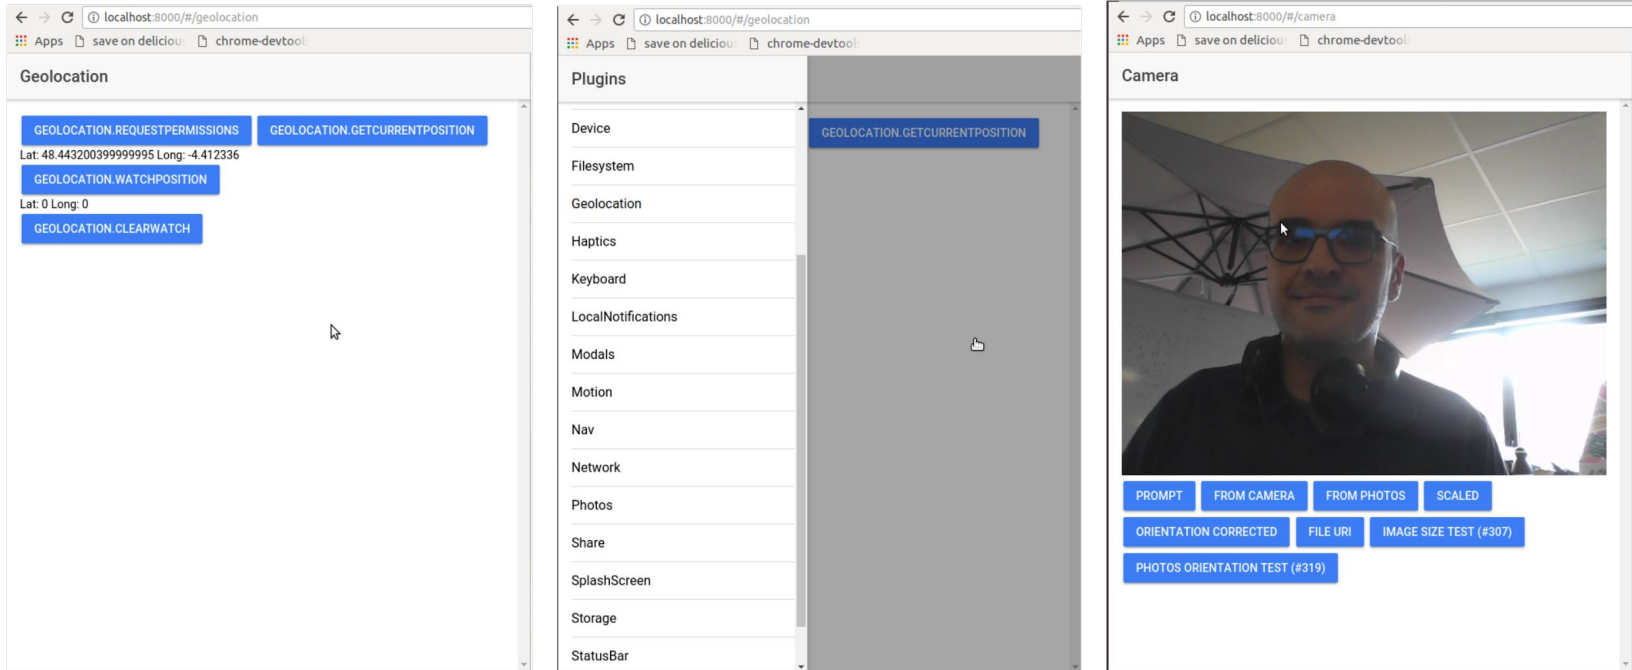 localhost:8000/#/geolocation
Apps save on deliciou chrome-devtool
Geolocation
GEOLOCATION.REQUESTPERMISSIONS GEOLOCATION.GETCURRENTPOSITION
Lat: 48.443200399999995 Long: -4.412336
GEOLOCATION.WATCHPOSITION
Lat: 0 Long: 0
GEOLOCATION.CLEARWATCH
localhost:8000/#/geolocation
Apps save on deliciou chrome-devtool
Plugins
GEOLOCATION.GETCURRENTPOSITION
Device
Filesystem
Geolocation
Haptics
Keyboard
LocalNotifications
Modals
Motion
Nav
Network
Photos
Share
SplashScreen
Storage
StatusBar
localhost:8000/#/camera
Apps save on deliciou chrome-devtool
Camera
PROMPT FROM CAMERA FROM PHOTOS SCALED
ORIENTATION CORRECTED FILE URI IMAGE SIZE TEST (#307)
PHOTOS ORIENTATION TEST (#319)